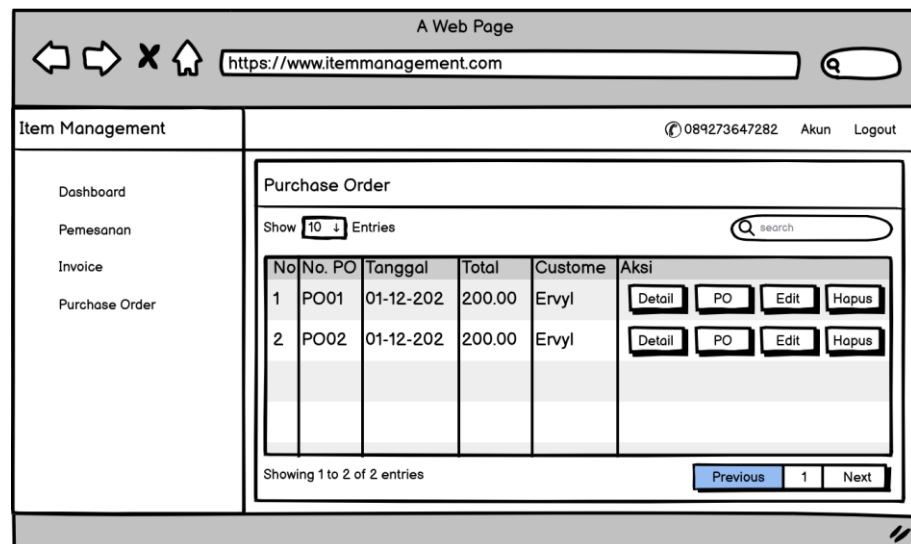 A Web Page
https://www.itemmanagement.com
Item Management
089273647282 Akun Logout
Dashboard
Pemesanan
Invoice
Purchase Order
Purchase Order
Show 10 Entries
search
No No. PO Tanggal Total Custome Aksi
1 PO01 01-12-202 200.00 Ervyl Detail PO Edit Hapus
2 PO02 01-12-202 200.00 Ervyl Detail PO Edit Hapus
Showing 1 to 2 of 2 entries
Previous 1 Next